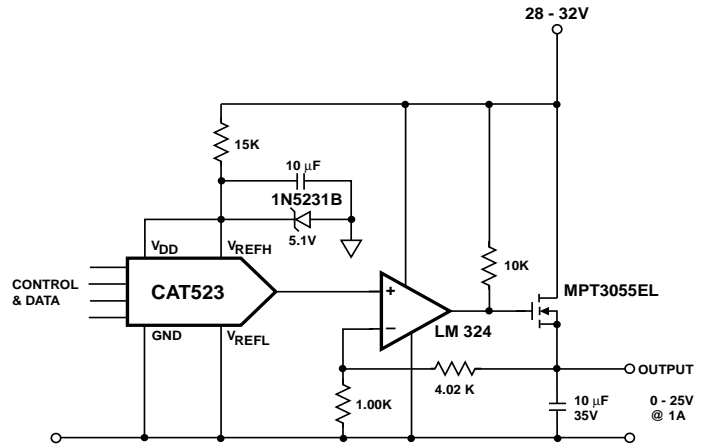 28 - 32V
15K
10 µF
1N5231B
5.1V
VDD
VREFH
CONTROL
& DATA
CAT523
GND
VREFL
+
–
LM 324
10K
MPT3055EL
4.02 K
1.00K
OUTPUT
10 µF
35V
0 - 25V
@ 1A